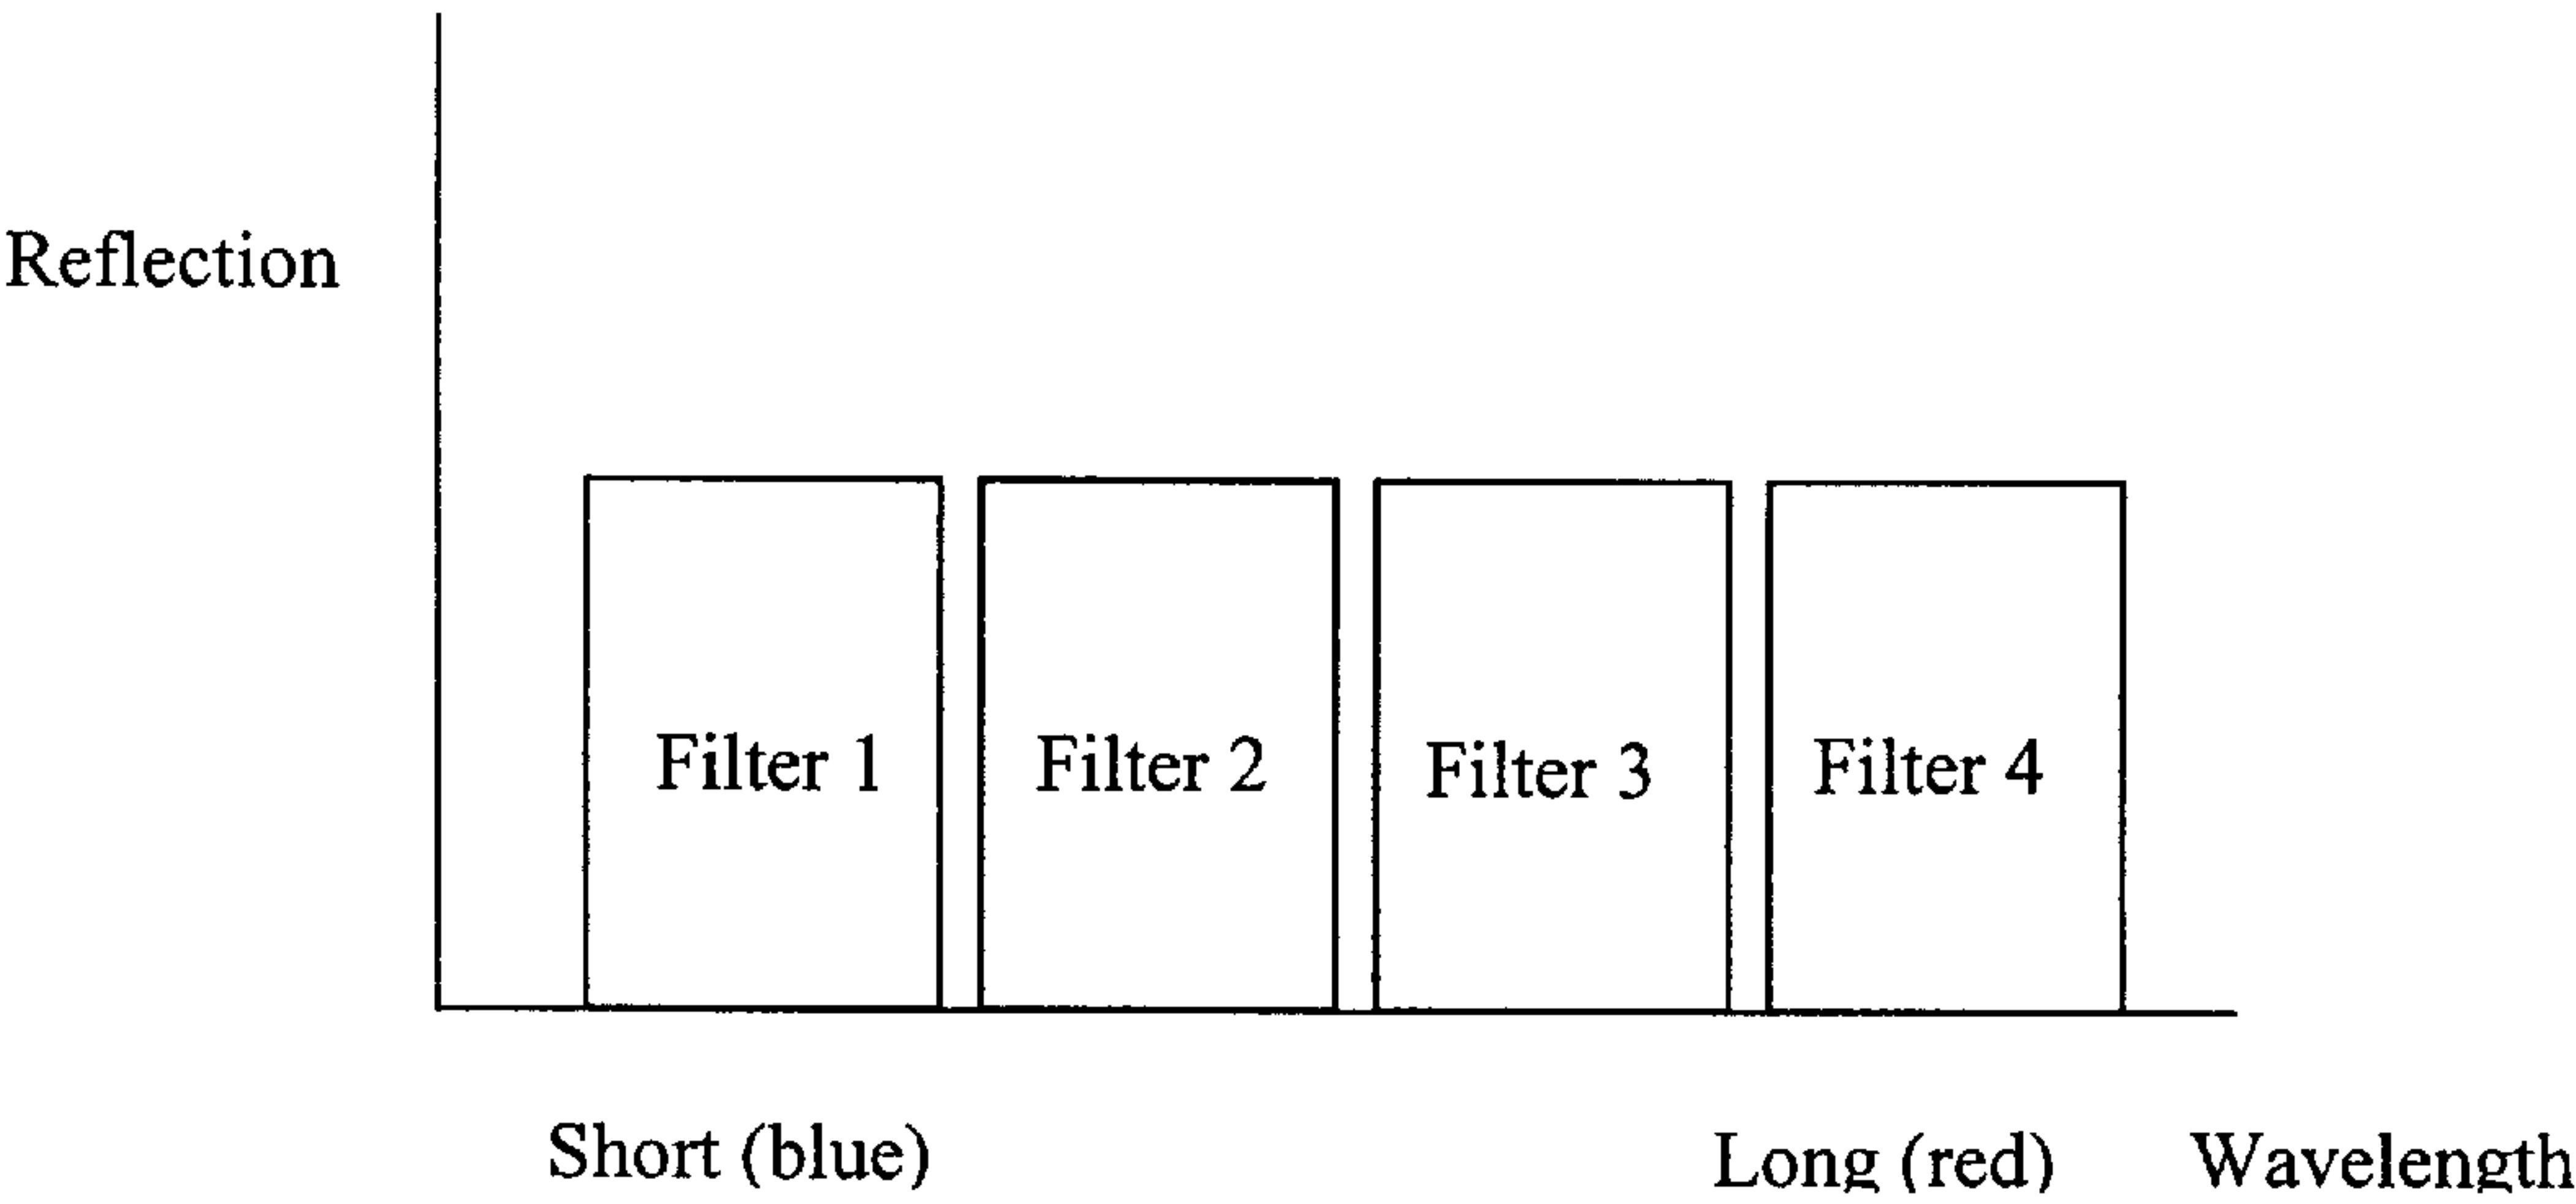 Reflection
Filter 1 Filter 2 Filter 3 Filter 4
Short (blue) Long (red) Wavelength